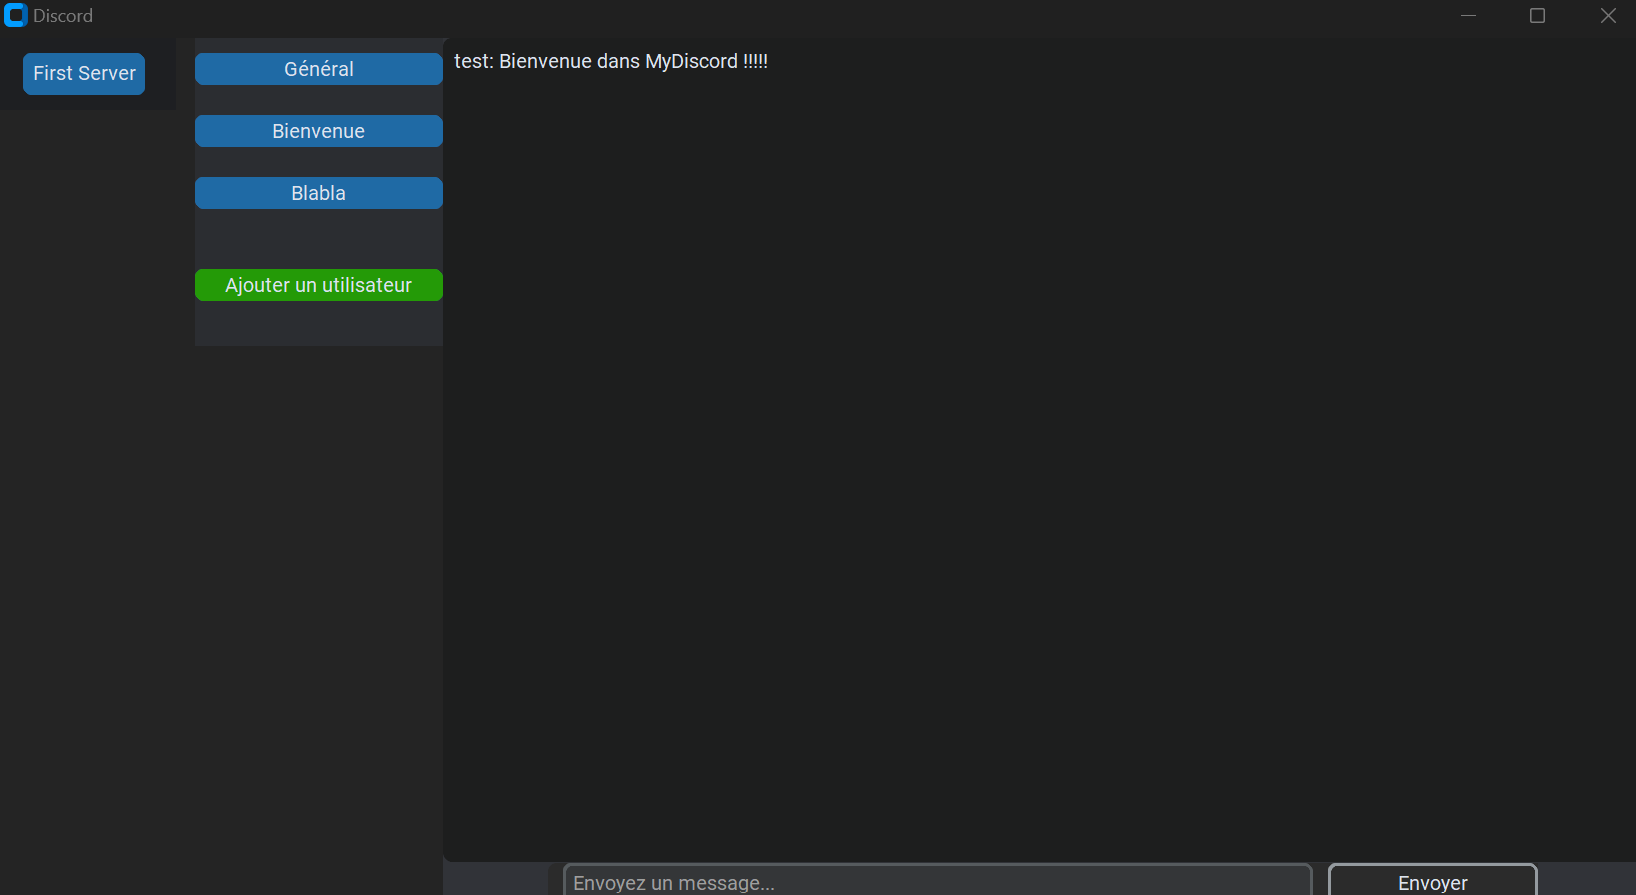 Discord
First Server
Général
Bienvenue
Blabla
Ajouter un utilisateur
test: Bienvenue dans MyDiscord !!!!!
Envoyez un message...
Envoyer